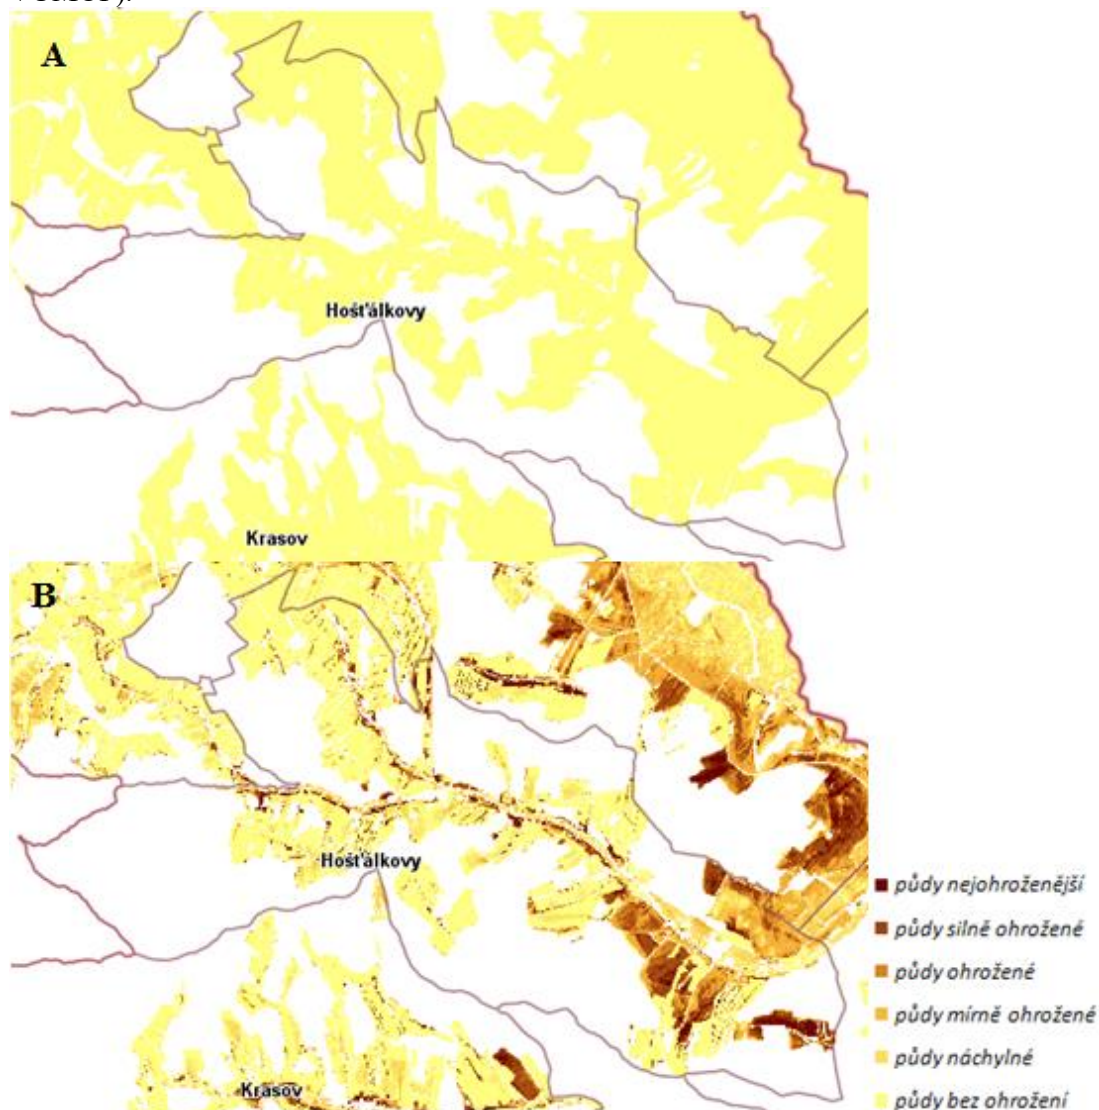 A
Hošťálkovy
Krasov
B
Hošťálkovy
Krasov
půdy nejohroženější
půdy silně ohrožené
půdy ohrožené
půdy mírně ohrožené
půdy náchylné
půdy bez ohrožení